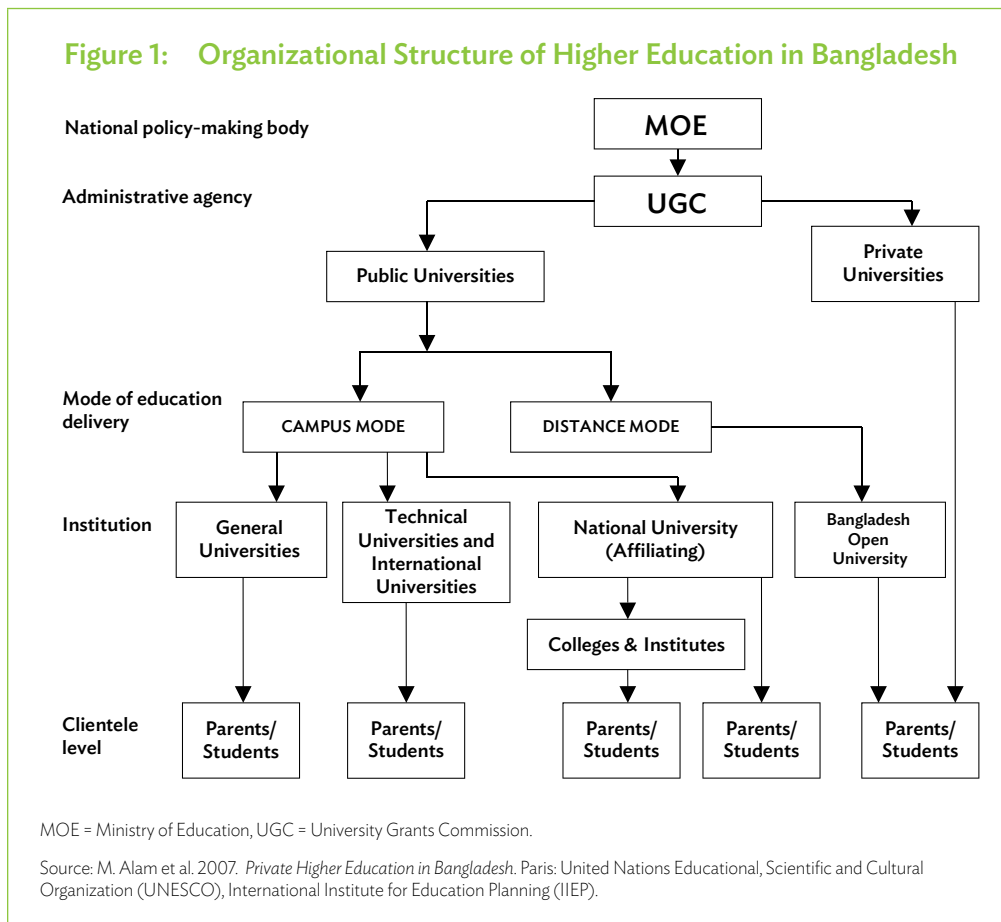 Figure 1: Organizational Structure of Higher Education in Bangladesh
National policy-making body
MOE
Administrative agency
UGC
Public Universities
Private
Universities
Mode of education
delivery
CAMPUS MODE
DISTANCE MODE
Institution
General
Universities
Technical
Universities and
International
Universities
National University
(Affiliating)
Bangladesh
Open
University
Colleges & Institutes
Clientele
level
Parents/
Students
Parents/
Students
Parents/
Students
Parents/
Students
Parents/
Students
MOE = Ministry of Education, UGC = University Grants Commission.
Source: M. Alam et al. 2007. Private Higher Education in Bangladesh. Paris: United Nations Educational, Scientific and Cultural
Organization (UNESCO), International Institute for Education Planning (IIEP).